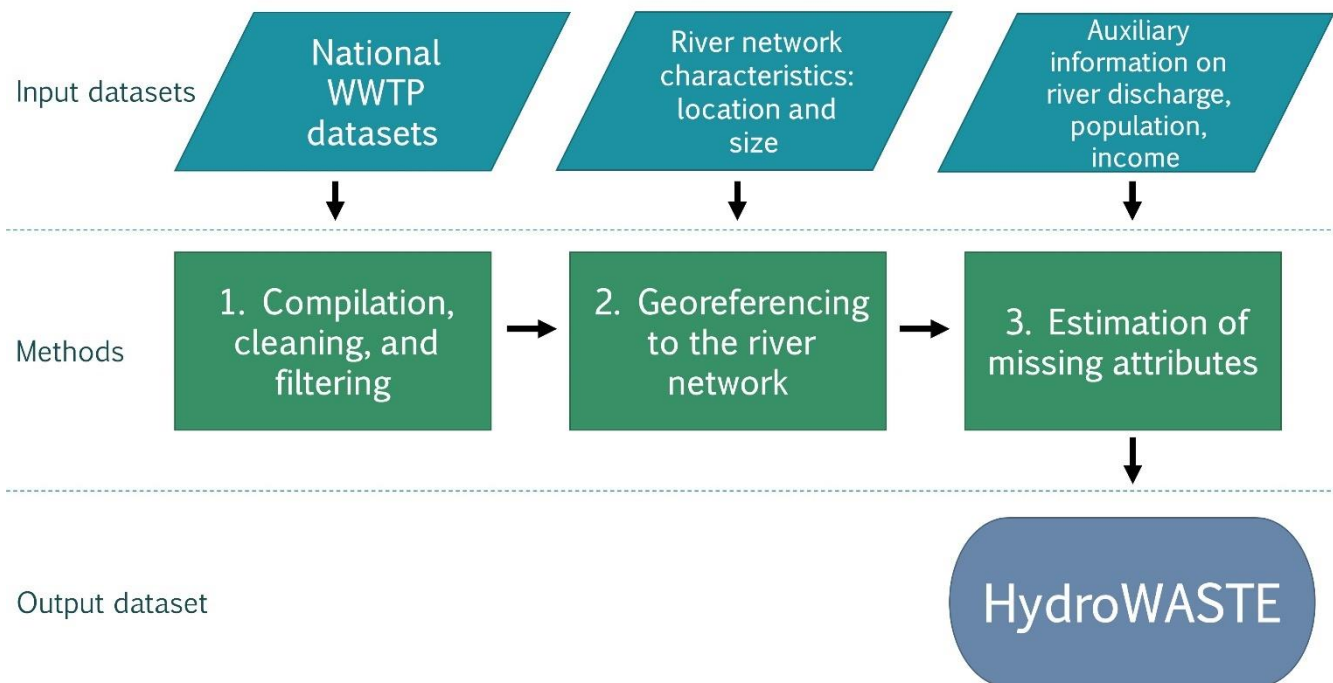 Input datasets
National
WWTP
datasets
River network
characteristics:
location and
size
Auxiliary
information on
river discharge,
population,
income
Methods
1. Compilation,
cleaning, and
filtering
2. Georeferencing
to the river
network
3. Estimation of
missing attributes
Output dataset
HydroWASTE